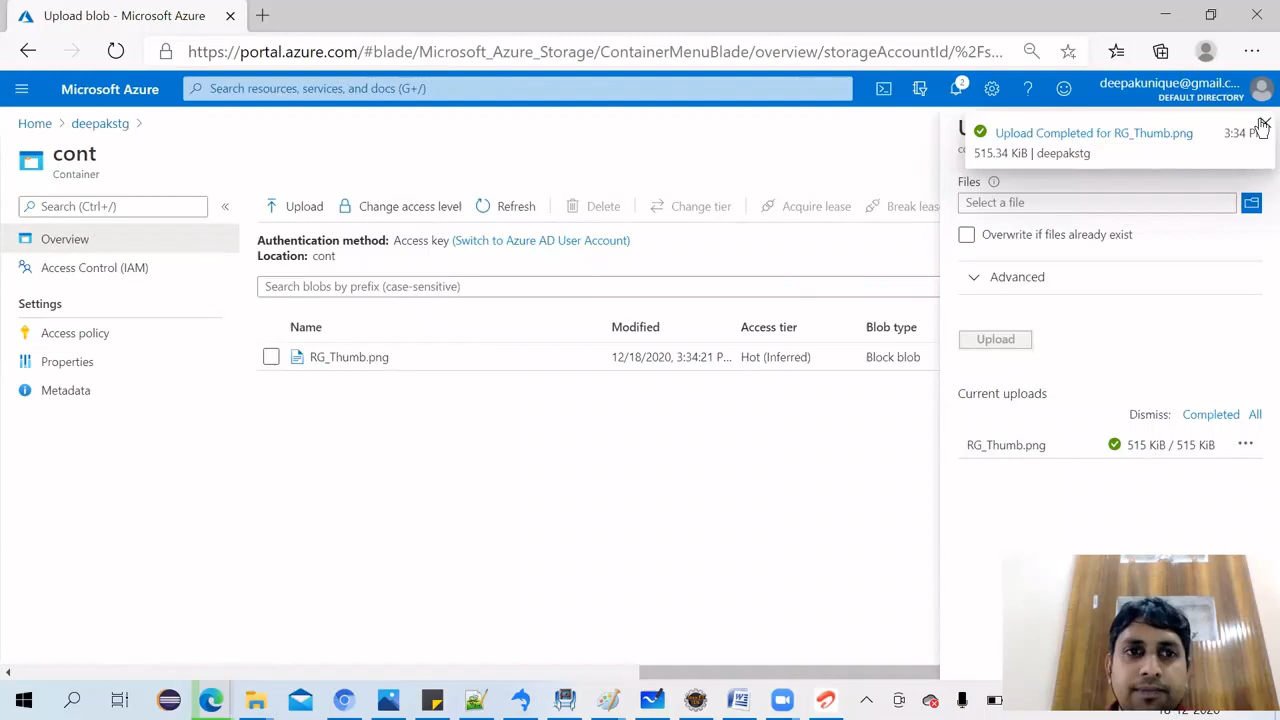 Upload blob - Microsoft Azure
https://portal.azure.com/#blade/Microsoft_Azure_Storage/ContainerMenuBlade/overview/storageAccountId/%2Fs...
Microsoft Azure
Search resources, services, and docs (G+/)
2
deepakunique@gmail.c...
DEFAULT DIRECTORY
Home > deepakstg >
cont
Container
Search (Ctrl+/)
«
Overview
Access Control (IAM)
Settings
Access policy
Properties
Metadata
Upload Change access level Refresh Delete Change tier Acquire lease Break leas
Authentication method: Access key (Switch to Azure AD User Account)
Location: cont
Search blobs by prefix (case-sensitive)
Name Modified Access tier Blob type
RG_Thumb.png 12/18/2020, 3:34:21 P... Hot (Inferred) Block blob
Upload Completed for RG_Thumb.png 3:34
515.34 KiB | deepakstg
Files
Select a file
Overwrite if files already exist
Advanced
Upload
Current uploads
Dismiss: Completed All
RG_Thumb.png 515 KiB / 515 KiB